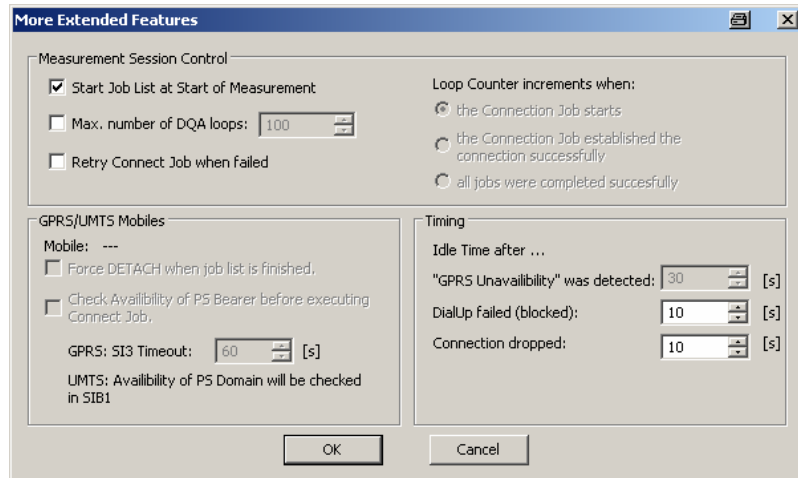 More Extended Features
Measurement Session Control
Start Job List at Start of Measurement
Max. number of DQA loops: 100
Retry Connect Job when failed
Loop Counter increments when:
the Connection Job starts
the Connection Job established the
connection successfully
all jobs were completed succesfully
GPRS/UMTS Mobiles
Mobile: ---
Force DETACH when job list is finished.
Check Availibility of PS Bearer before executing
Connect Job.
GPRS: SI3 Timeout: 60 [s]
UMTS: Availibility of PS Domain will be checked
in SIB1
Timing
Idle Time after ...
"GPRS Unavailibility" was detected: 30 [s]
DialUp failed (blocked): 10 [s]
Connection dropped: 10 [s]
OK
Cancel